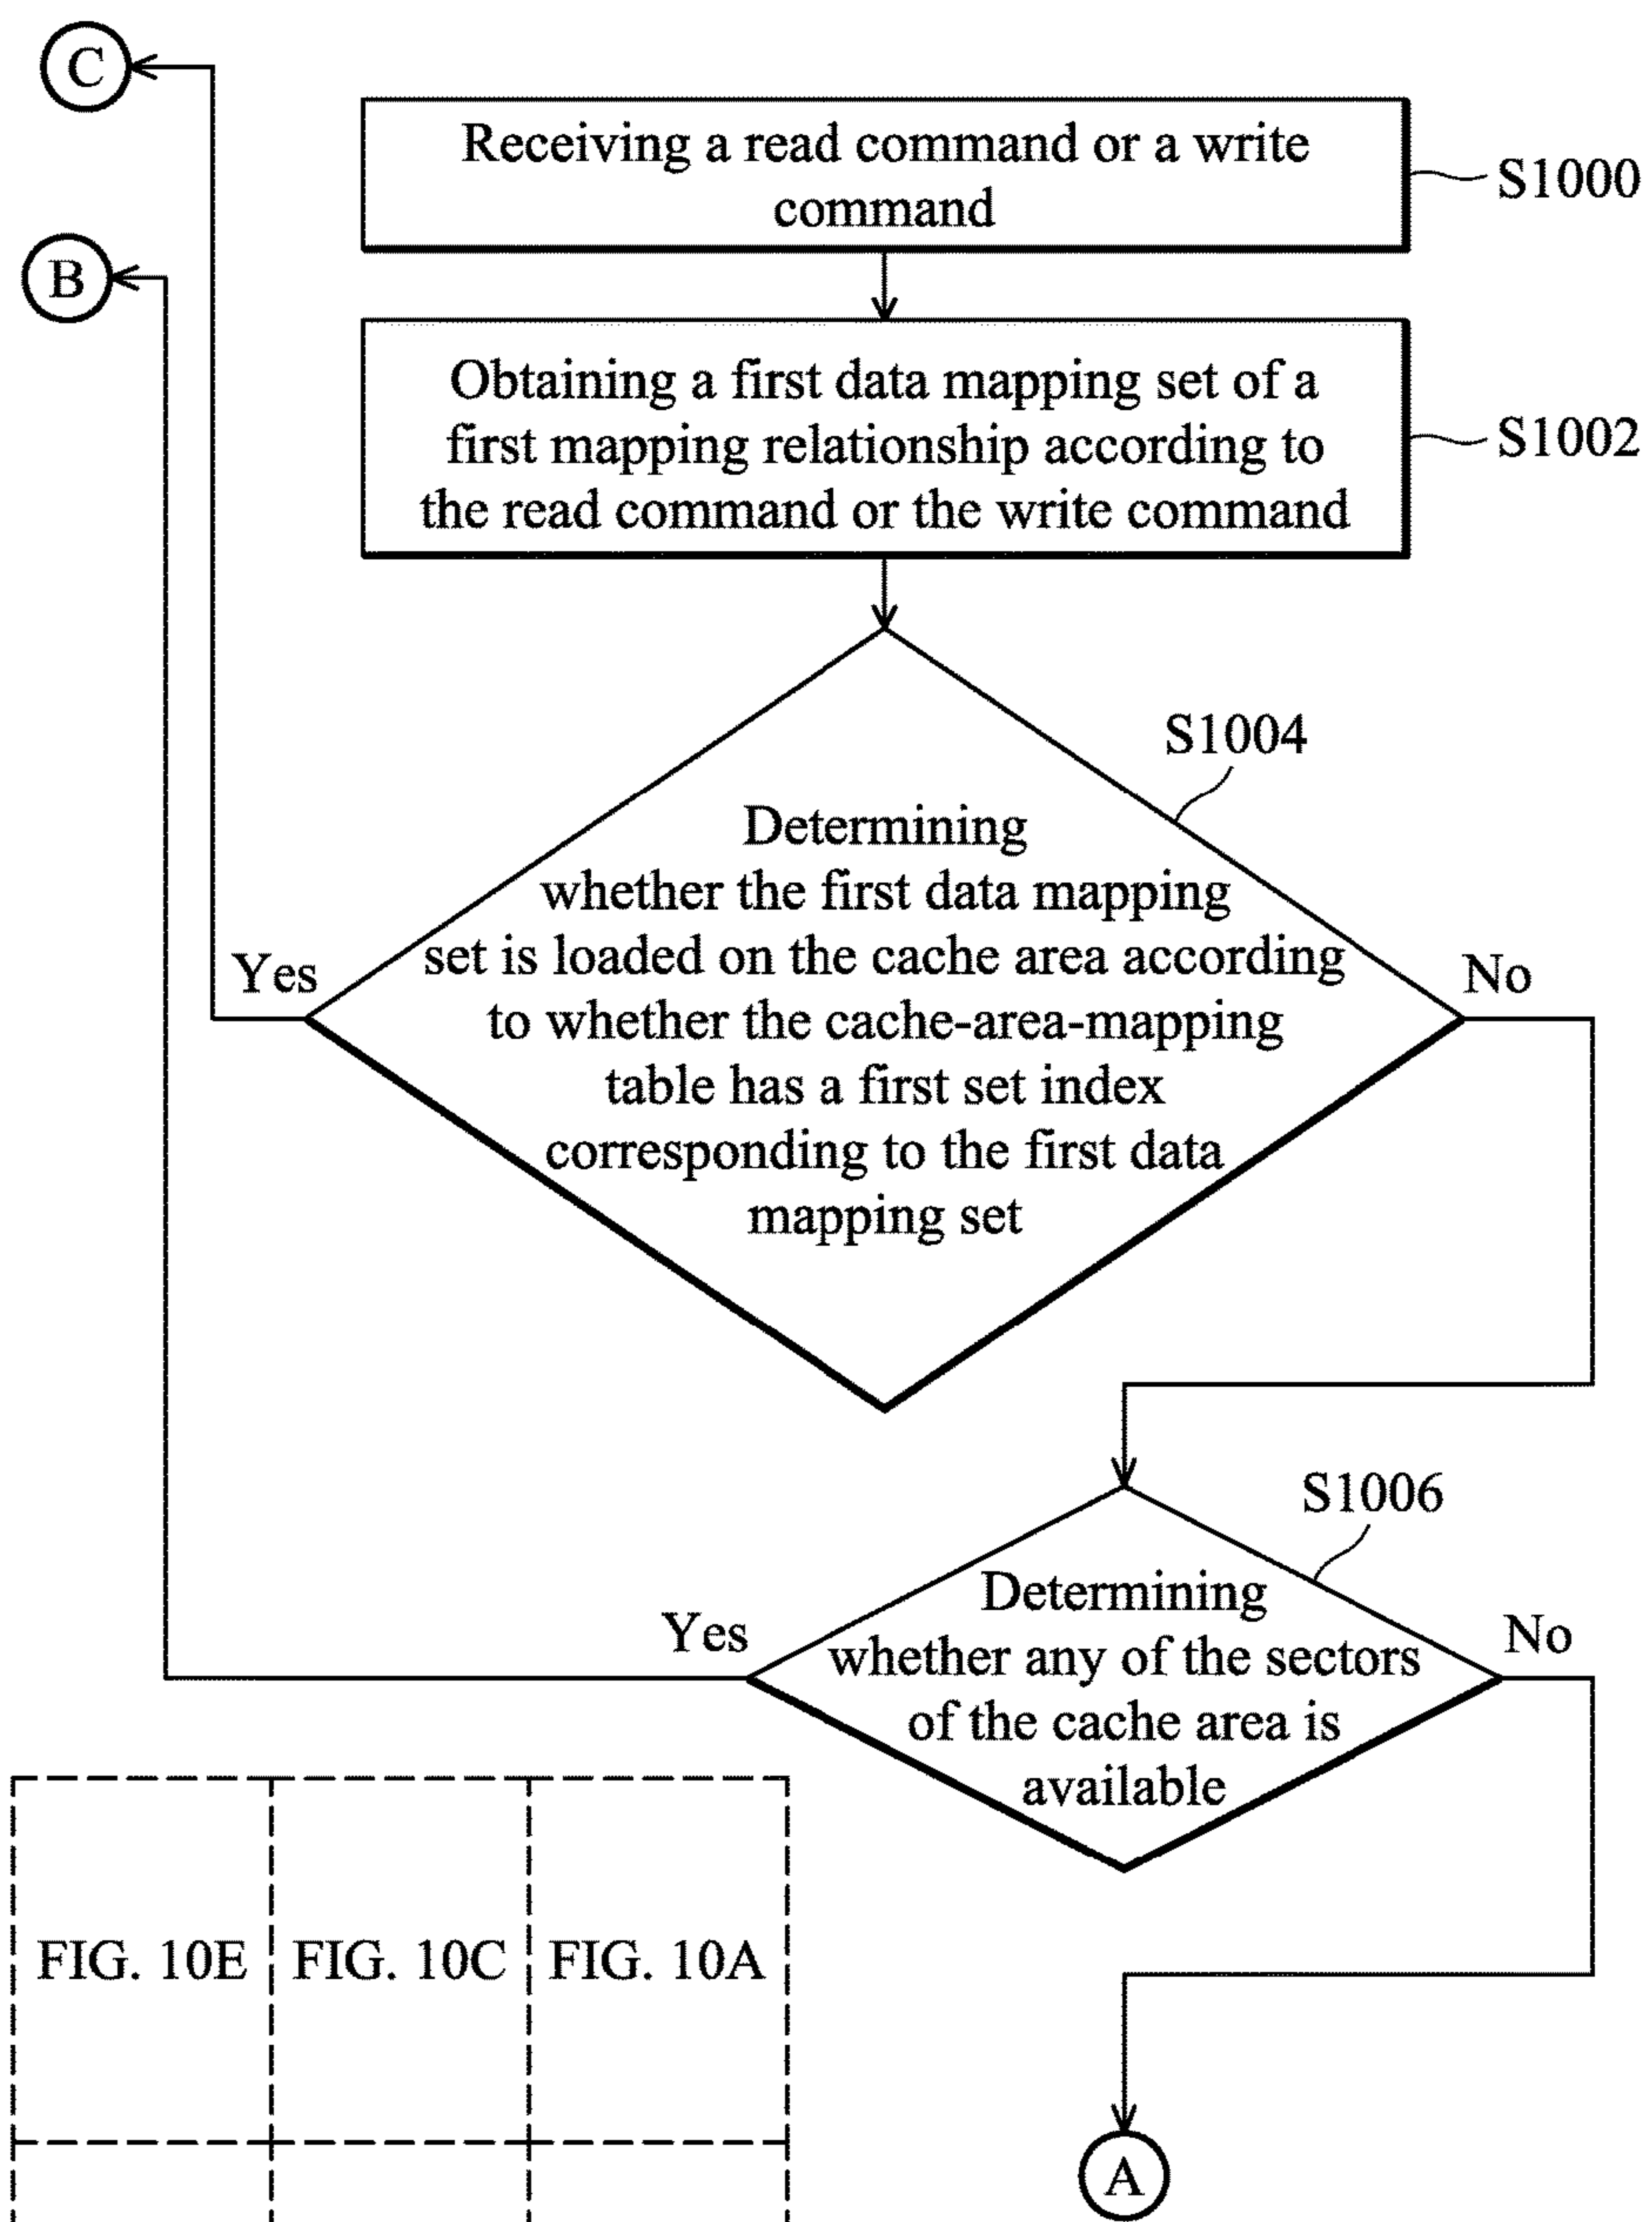 C
Receiving a read command or a write
command
S1000
B
Obtaining a first data mapping set of a
first mapping relationship according to
the read command or the write command
S1002
S1004
Determining
whether the first data mapping
set is loaded on the cache area according
to whether the cache-area-mapping
table has a first set index
corresponding to the first data
mapping set
Yes
No
S1006
Determining
whether any of the sectors
of the cache area is
available
Yes
No
FIG. 10E
FIG. 10C
FIG. 10A
A